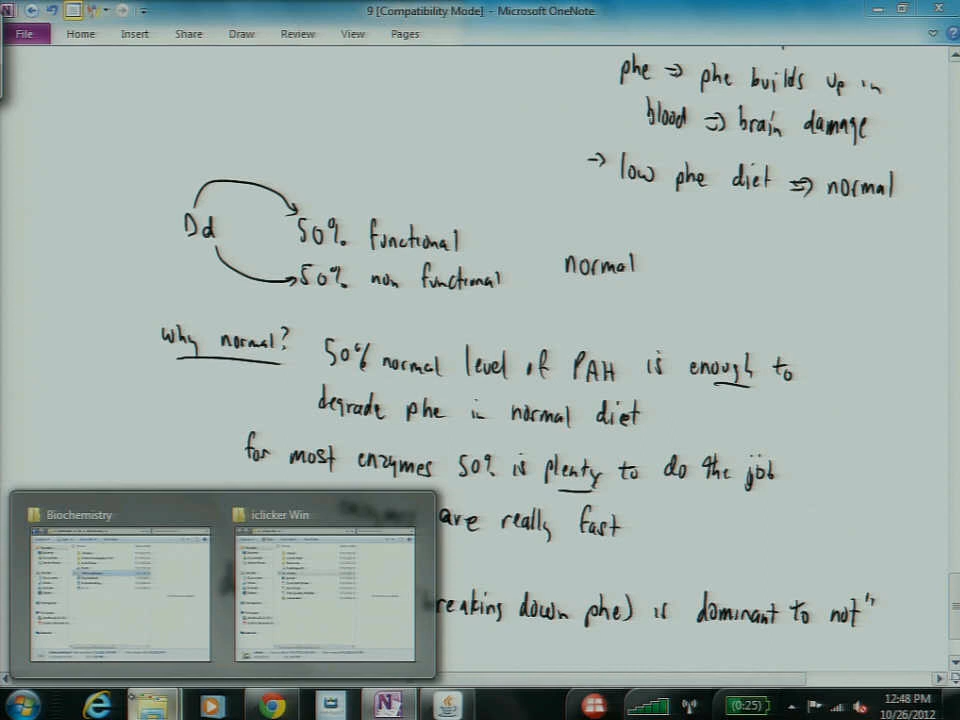 9 [Compatibility Mode] - Microsoft OneNote
File Home Insert Share Draw Review View Pages
phe => phe builds up in
blood => brain damage
-> low phe diet => normal
Dd
50% functional
50% non functional
normal
why normal? 50% normal level of PAH is enough to
degrade phe in normal diet
for most enzymes 50% is plenty to do the job
are really fast
reaking down phe) is dominant to not"
Biochemistry
iclicker Win
(0:25)
12:48 PM
10/26/2012